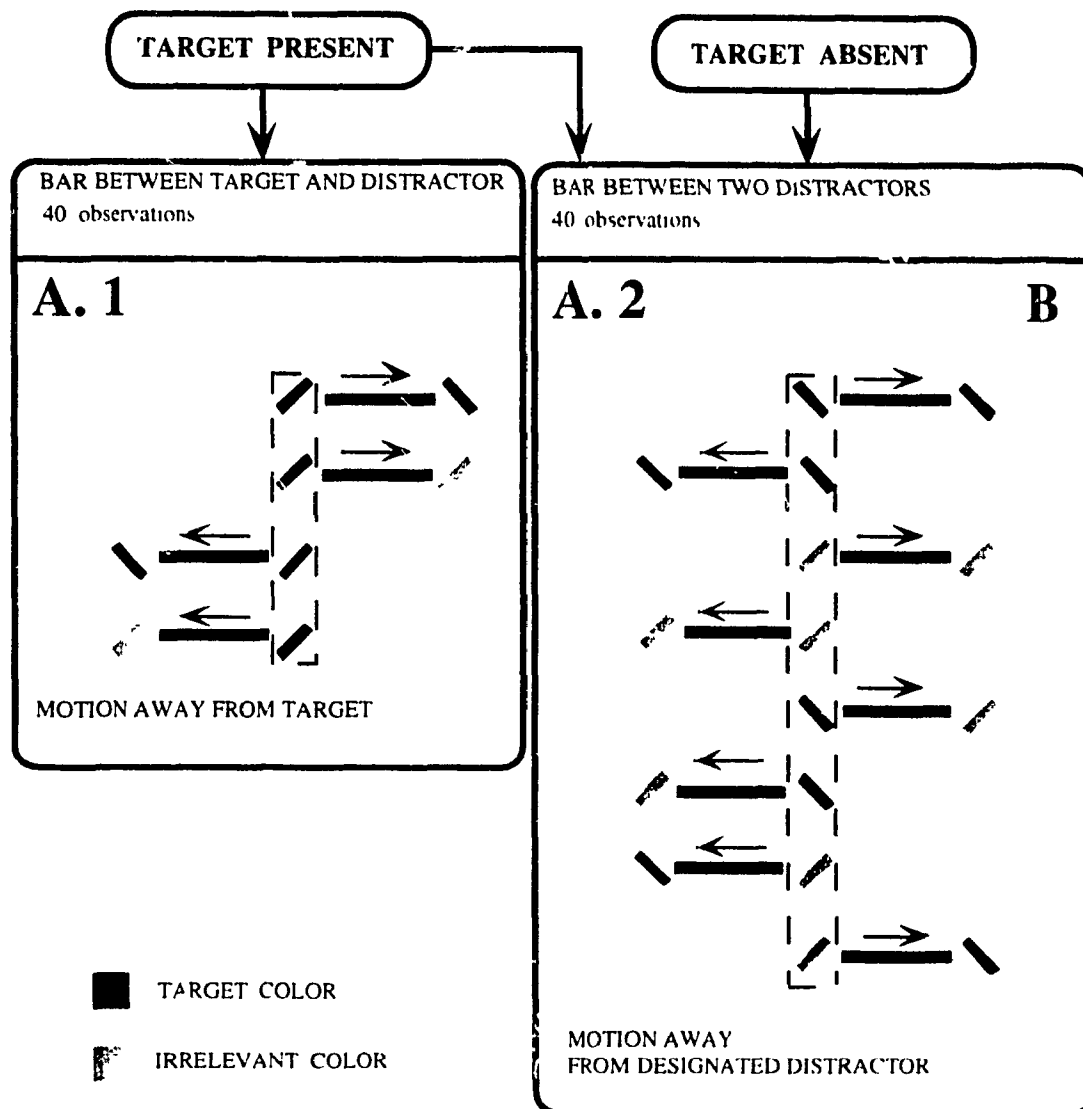 TARGET PRESENT
TARGET ABSENT
BAR BETWEEN TARGET AND DISTRACTOR
40 observations
BAR BETWEEN TWO DISTRACTORS
40 observations
A. 1
A. 2
B
MOTION AWAY FROM TARGET
TARGET COLOR
IRRELEVANT COLOR
MOTION AWAY
FROM DESIGNATED DISTRACTOR